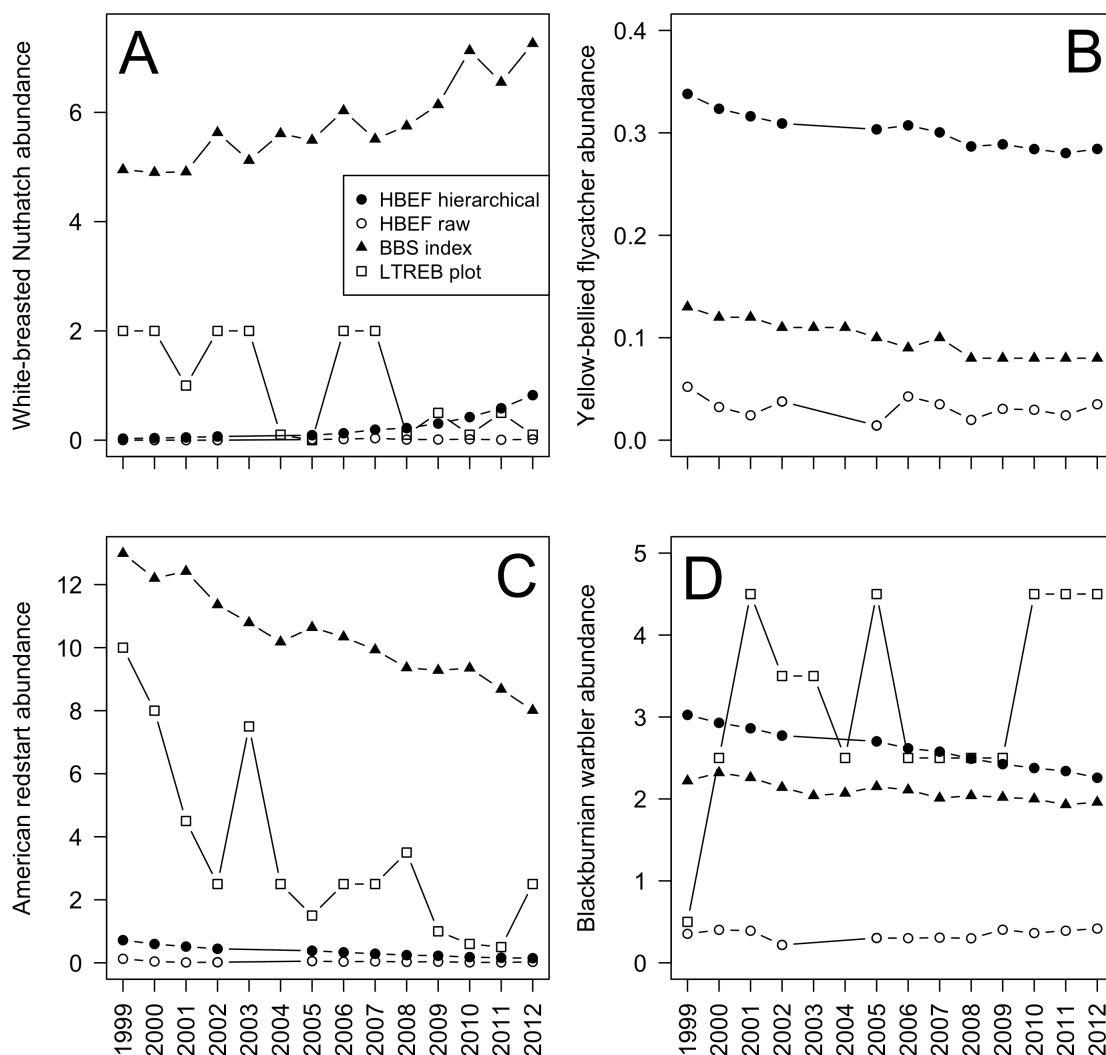 A
White-breasted Nuthatch abundance
6
4
2
0
HBEF hierarchical
HBEF raw
BBS index
LTREB plot
B
Yellow-bellied flycatcher abundance
0.4
0.3
0.2
0.1
0.0
C
American redstart abundance
12
10
8
6
4
2
0
1999 2000 2001 2002 2003 2004 2005 2006 2007 2008 2009 2010 2011 2012
D
Blackburnian warbler abundance
5
4
3
2
1
0
1999 2000 2001 2002 2003 2004 2005 2006 2007 2008 2009 2010 2011 2012